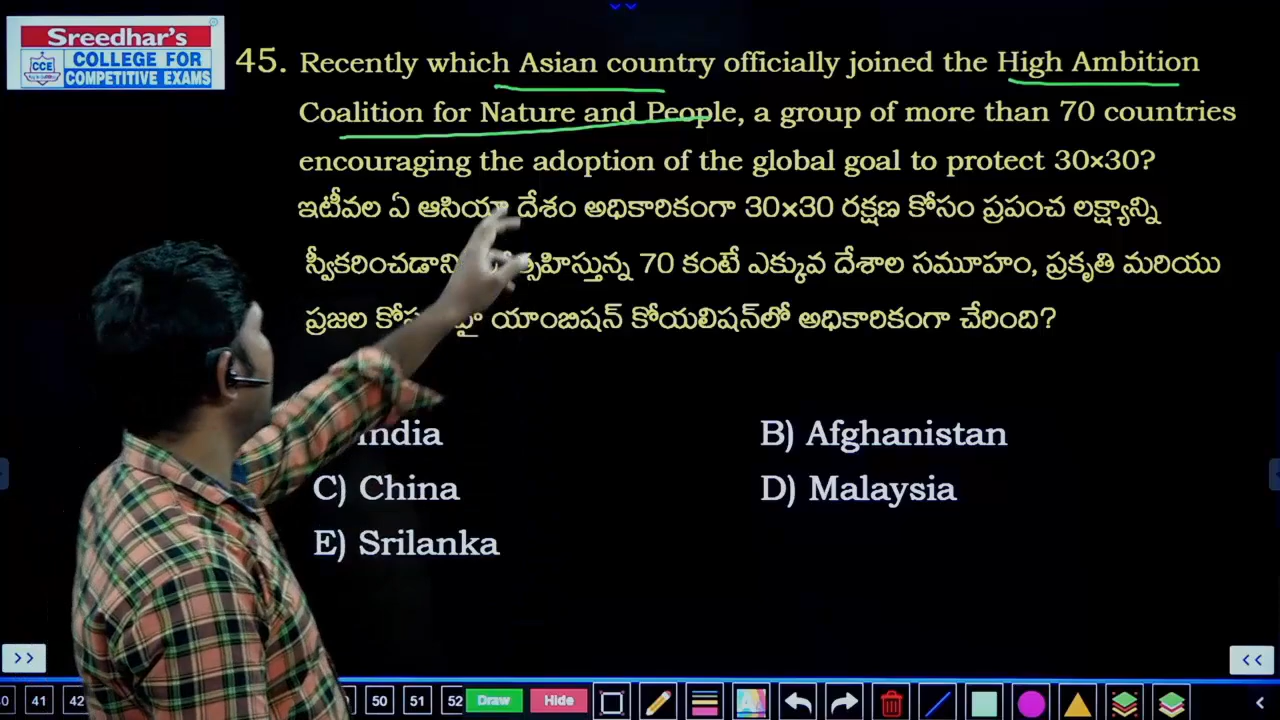 Sreedhar's
CCE
COLLEGE FOR
COMPETITIVE EXAMS
45. Recently which Asian country officially joined the High Ambition
Coalition for Nature and People, a group of more than 70 countries
encouraging the adoption of the global goal to protect 30×30?
ఇటీవల ఏ ఆసియా దేశం అధికారికంగా 30×30 రక్షణ కోసం ప్రపంచ లక్ష్యాన్ని
స్వీకరించడాని 70 కంటే ఎక్కువ దేశాల సమూహం, ప్రకృతి మరియు
ప్రజల యాంబిషన్ కోయలిషన్‌లో అధికారికంగా చేరింది?
India
B) Afghanistan
C) China
D) Malaysia
E) Srilanka
>>
<<
41 42 50 51 52 Draw Hide